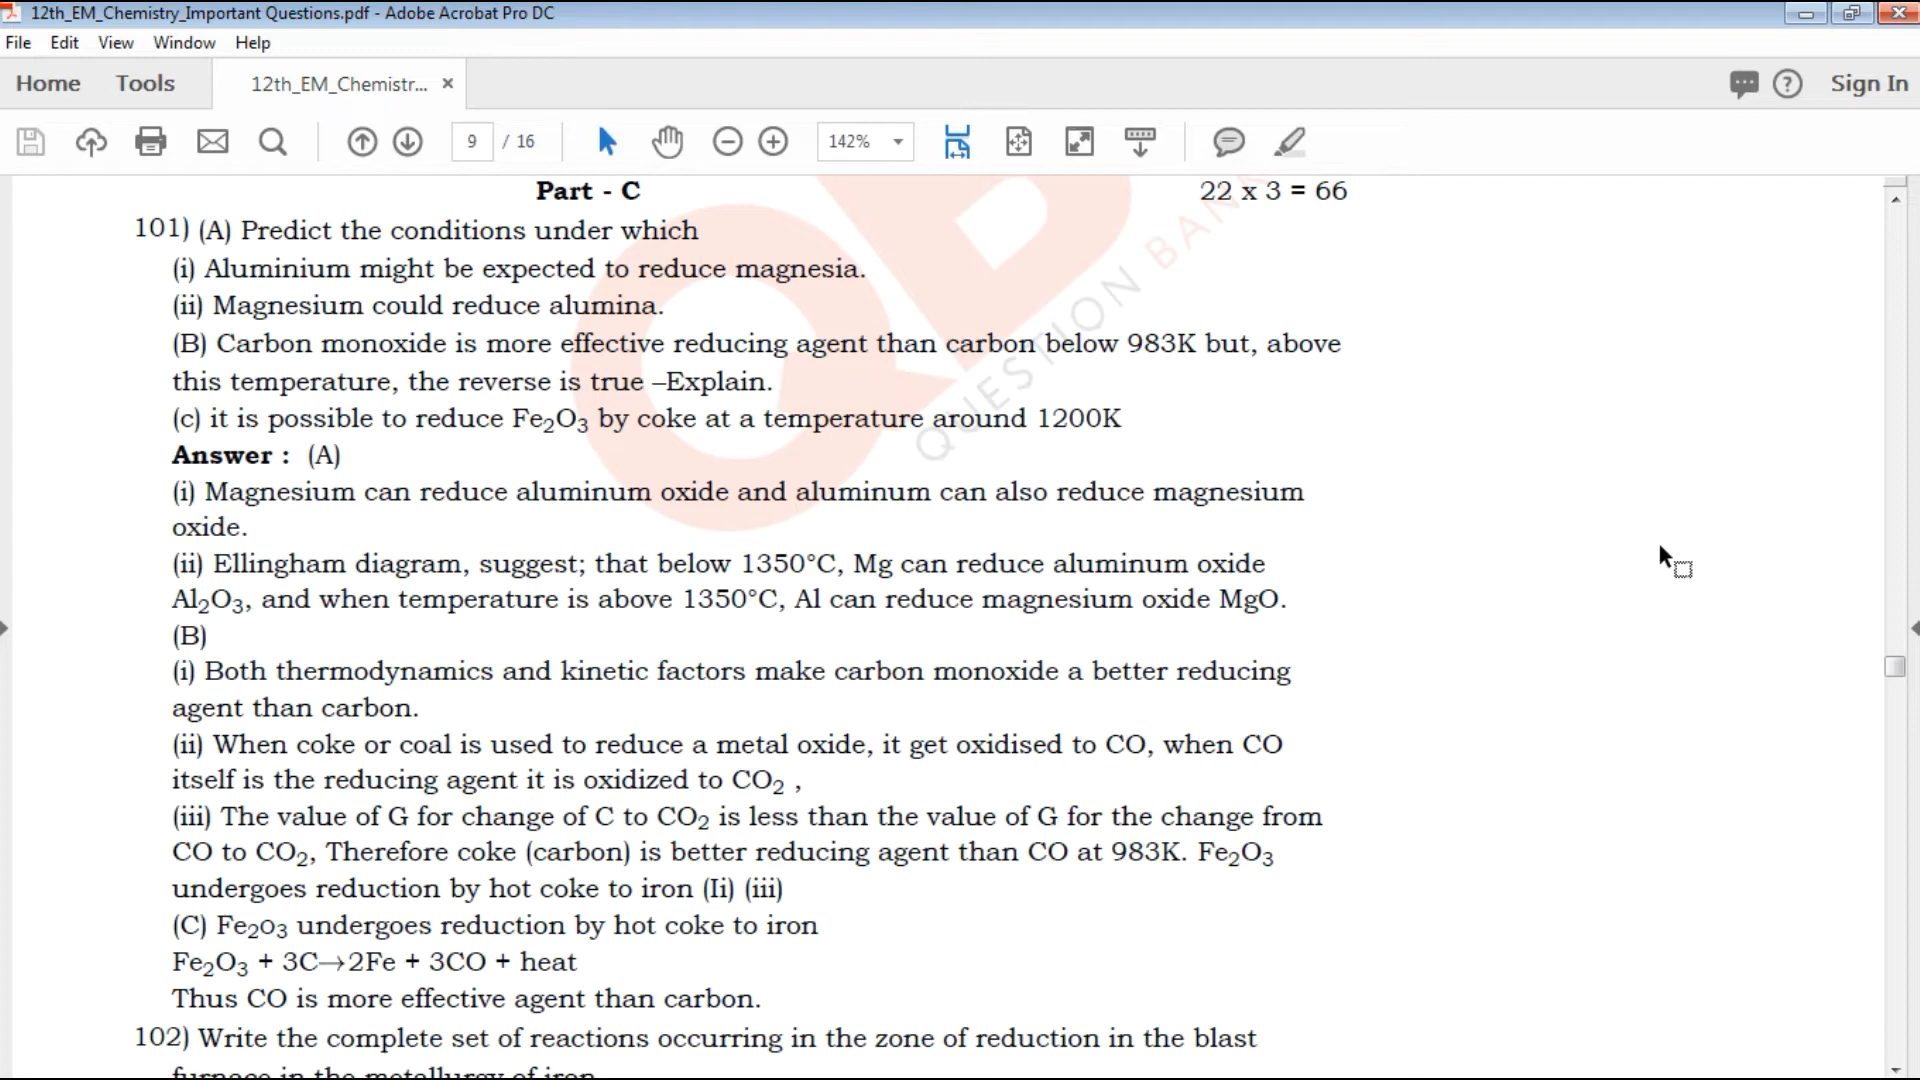 12th_EM_Chemistry_Important Questions.pdf - Adobe Acrobat Pro DC
File Edit View Window Help
Home Tools 12th_EM_Chemistr... × Sign In
9 / 16 142%
Part - C 22 x 3 = 66
101) (A) Predict the conditions under which
(i) Aluminium might be expected to reduce magnesia.
(ii) Magnesium could reduce alumina.
(B) Carbon monoxide is more effective reducing agent than carbon below 983K but, above
this temperature, the reverse is true –Explain.
(c) it is possible to reduce Fe₂O₃ by coke at a temperature around 1200K
Answer : (A)
(i) Magnesium can reduce aluminum oxide and aluminum can also reduce magnesium
oxide.
(ii) Ellingham diagram, suggest; that below 1350°C, Mg can reduce aluminum oxide
Al₂O₃, and when temperature is above 1350°C, Al can reduce magnesium oxide MgO.
(B)
(i) Both thermodynamics and kinetic factors make carbon monoxide a better reducing
agent than carbon.
(ii) When coke or coal is used to reduce a metal oxide, it get oxidised to CO, when CO
itself is the reducing agent it is oxidized to CO₂ ,
(iii) The value of G for change of C to CO₂ is less than the value of G for the change from
CO to CO₂, Therefore coke (carbon) is better reducing agent than CO at 983K. Fe₂O₃
undergoes reduction by hot coke to iron (Ii) (iii)
(C) Fe₂o₃ undergoes reduction by hot coke to iron
Fe₂O₃ + 3C→2Fe + 3CO + heat
Thus CO is more effective agent than carbon.
102) Write the complete set of reactions occurring in the zone of reduction in the blast
furnace in the metallurgy of iron
QUESTION BANK